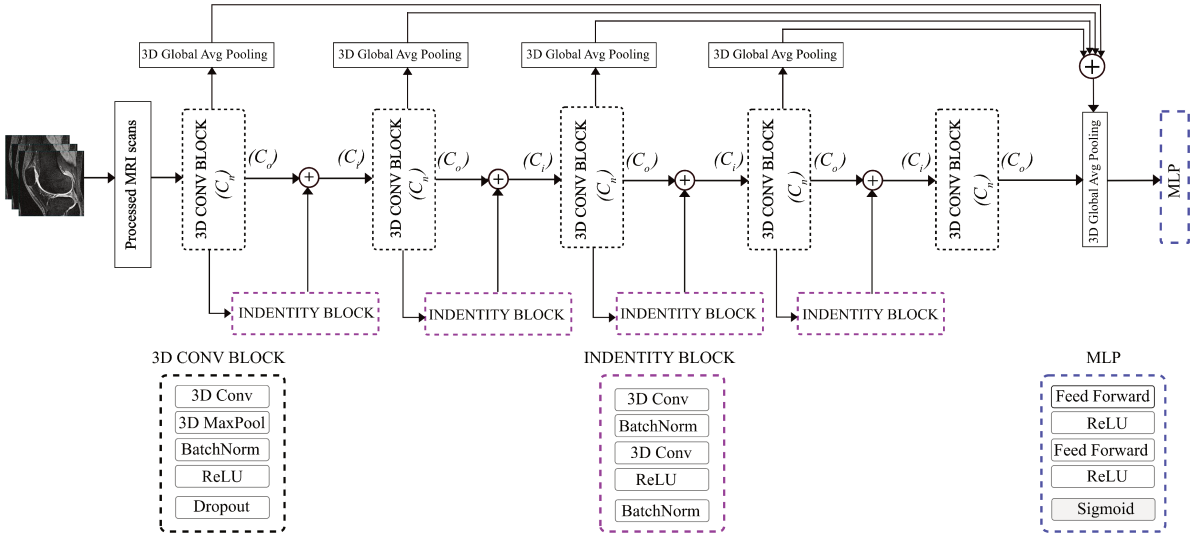 3D Global Avg Pooling
3D Global Avg Pooling
3D Global Avg Pooling
3D Global Avg Pooling
Processed MRI scans
3D CONV BLOCK
(Cn)
(Co)
(Ci)
3D CONV BLOCK
(Cn)
(Co)
(Ci)
3D CONV BLOCK
(Cn)
(Co)
(Ci)
3D CONV BLOCK
(Cn)
(Co)
(Ci)
3D CONV BLOCK
(Cn)
(Co)
3D Global Avg Pooling
MLP
INDENTITY BLOCK
INDENTITY BLOCK
INDENTITY BLOCK
INDENTITY BLOCK
3D CONV BLOCK
3D Conv
3D MaxPool
BatchNorm
ReLU
Dropout
INDENTITY BLOCK
3D Conv
BatchNorm
3D Conv
ReLU
BatchNorm
MLP
Feed Forward
ReLU
Feed Forward
ReLU
Sigmoid